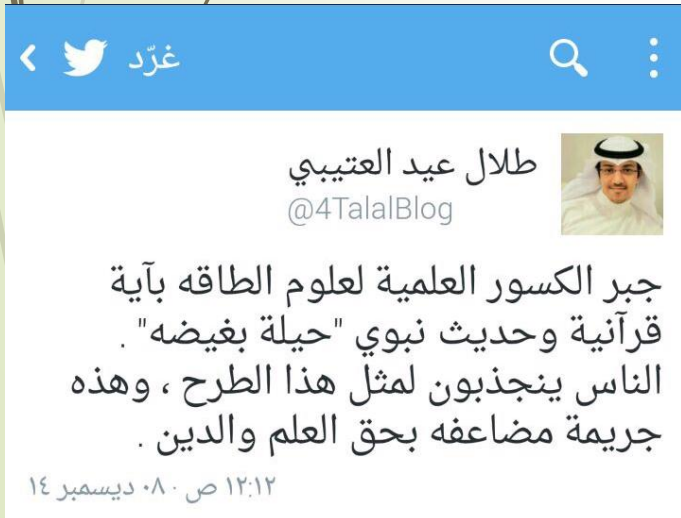 غرّد
طلال عيد العتيبي
@4TalalBlog
جبر الكسور العلمية لعلوم الطاقه بآية
قرآنية وحديث نبوي "حيلة بغيضه" .
الناس ينجذبون لمثل هذا الطرح ، وهذه
جريمة مضاعفه بحق العلم والدين .
١٢:١٢ ص · ٠٨ ديسمبر ١٤